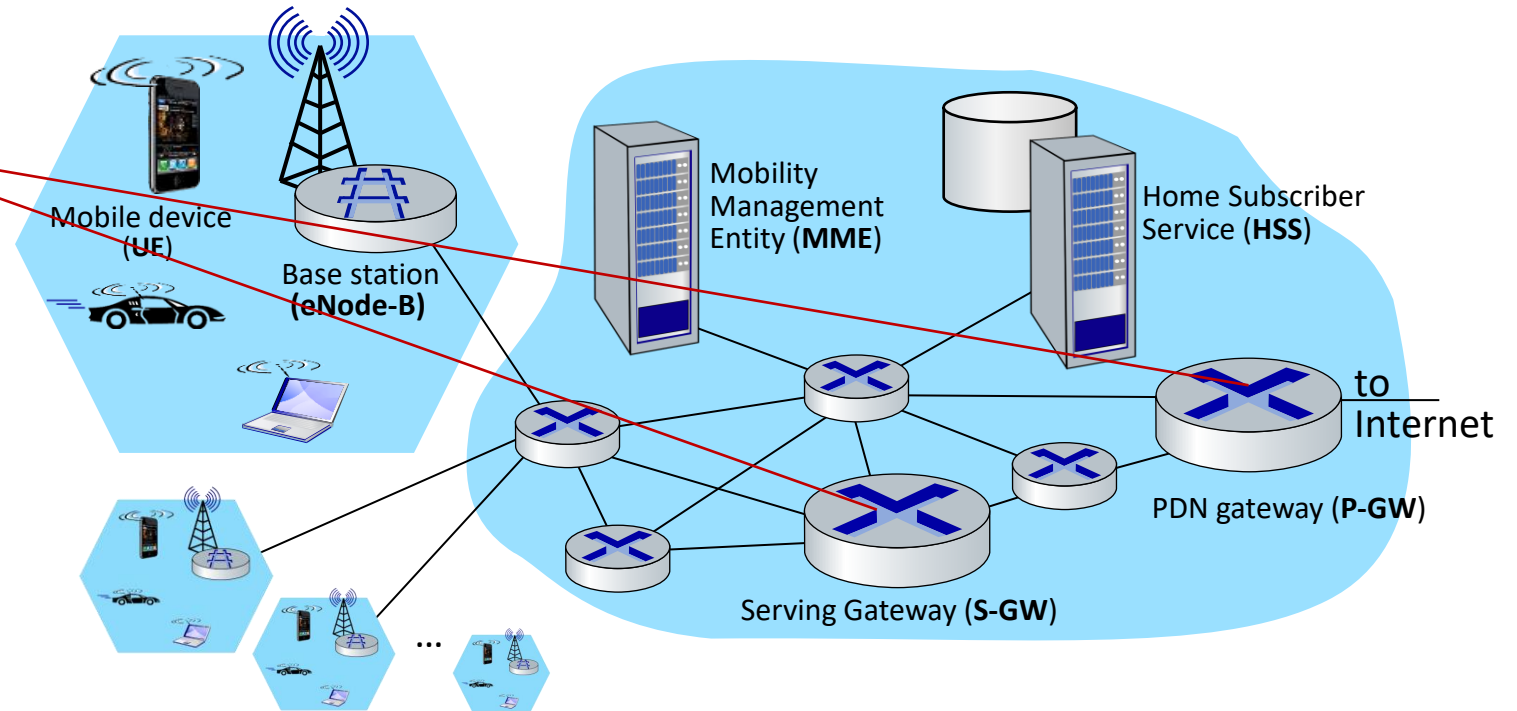 Mobile device
(UE)
Base station
(eNode-B)
Mobility
Management
Entity (MME)
Home Subscriber
Service (HSS)
to
Internet
PDN gateway (P-GW)
Serving Gateway (S-GW)
...